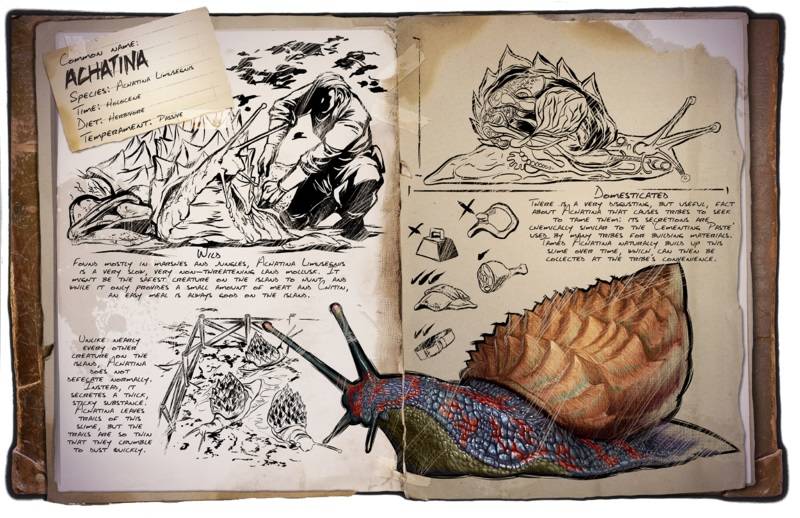 Common name:
Achatina
Species: Achatina Limusegnis
Time: Holocene
Diet: Herbivore
Temperament: Passive
Wild
Found mostly in marshes and jungles, Achatina Limusegnis
is a very slow, very non-threatening land mollusk. It
might be the safest creature on the island to hunt, and
while it only provides a small amount of meat and chitin,
an easy meal is always good on the island.
Unlike nearly
every other
creature on the
island, Achatina
does not
defecate normally.
Instead, it
secretes a thick,
sticky substance.
Achatina leaves
trails of this
slime, but the
trails are so thin
that they crumble
to dust quickly.
Domesticated
There is a very disgusting, but useful, fact
about Achatina that causes tribes to seek
to tame them: its secretions are
chemically similar to the 'Cementing Paste'
used by many tribes for building materials.
Tamed Achatina naturally build up this
slime over time, which can then be
collected at the tribe's convenience.